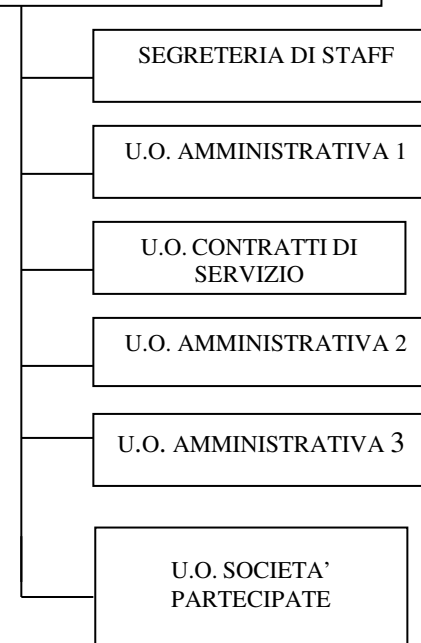 SEGRETERIA DI STAFF
U.O. AMMINISTRATIVA 1
U.O. CONTRATTI DI
SERVIZIO
U.O. AMMINISTRATIVA 2
U.O. AMMINISTRATIVA 3
U.O. SOCIETA’
PARTECIPATE